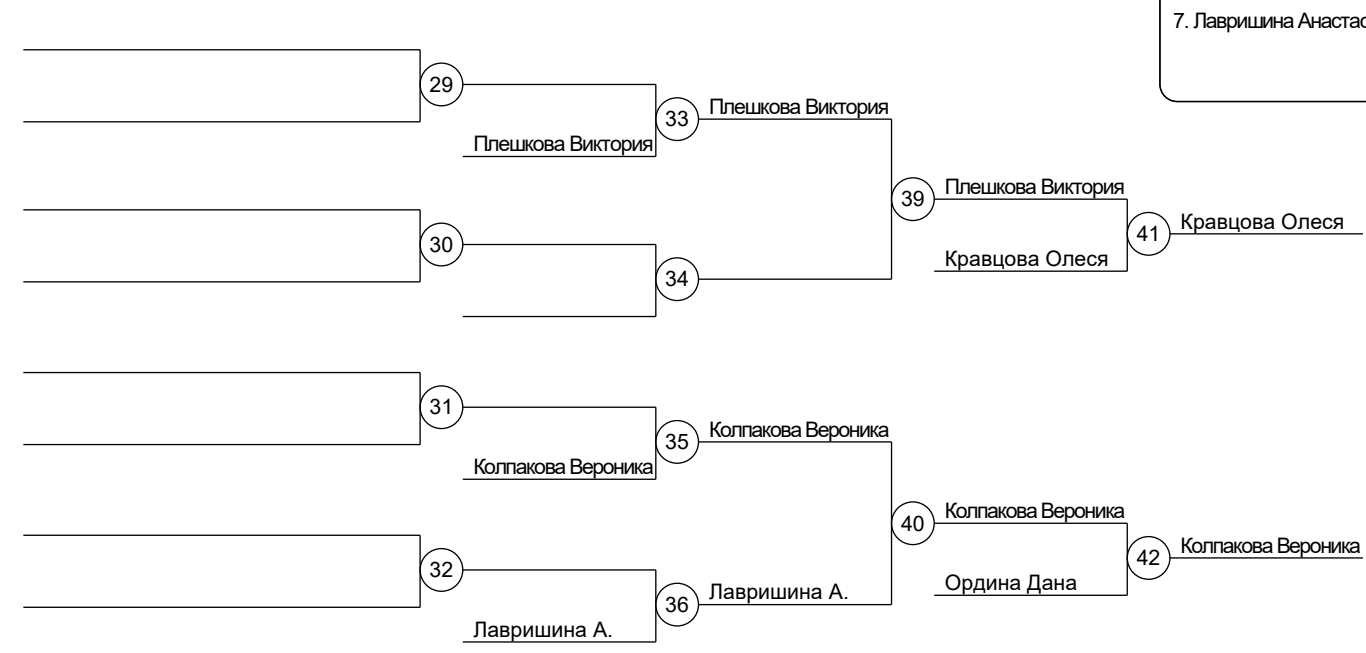 7. Лавришина Анастас
29
33
Плешкова Виктория
Плешкова Виктория
39
Плешкова Виктория
30
41
Кравцова Олеся
Кравцова Олеся
34
31
35
Колпакова Вероника
Колпакова Вероника
40
Колпакова Вероника
32
42
Колпакова Вероника
Ордина Дана
36
Лавришина А.
Лавришина А.